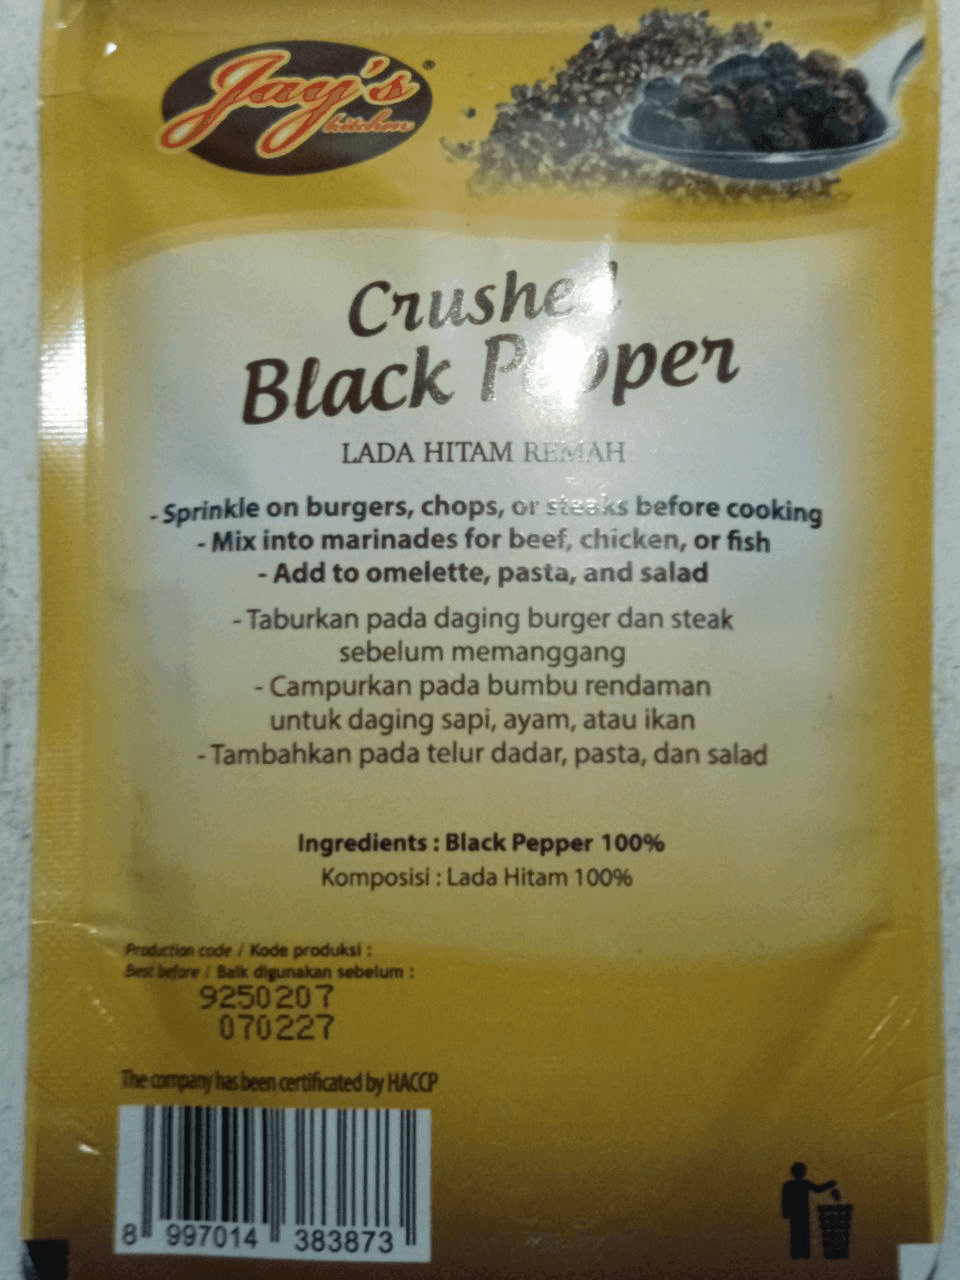 Jay's
kitchen
®
Crushed
Black Pepper
LADA HITAM REMAH
- Sprinkle on burgers, chops, or steaks before cooking
- Mix into marinades for beef, chicken, or fish
- Add to omelette, pasta, and salad
- Taburkan pada daging burger dan steak
sebelum memanggang
- Campurkan pada bumbu rendaman
untuk daging sapi, ayam, atau ikan
- Tambahkan pada telur dadar, pasta, dan salad
Ingredients : Black Pepper 100%
Komposisi : Lada Hitam 100%
Production code / Kode produksi :
Best before / Baik digunakan sebelum :
9250207
070227
The company has been certificated by HACCP
8 997014 383873